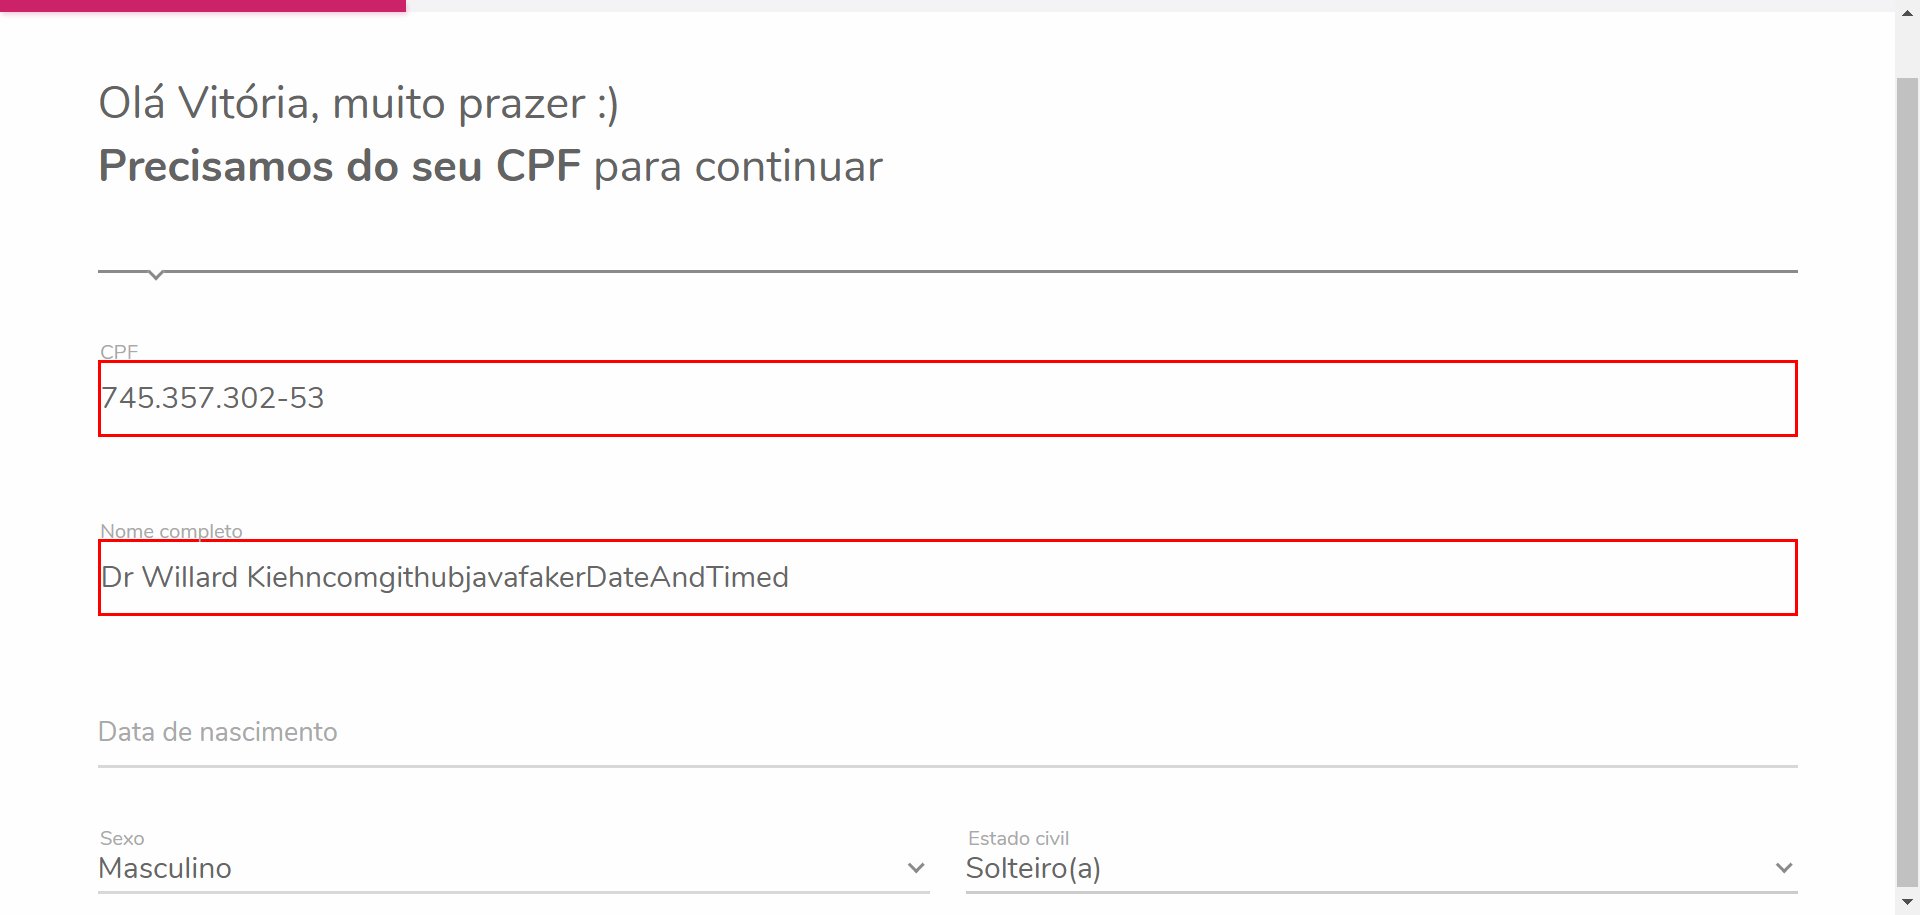 Olá Vitória, muito prazer :)
Precisamos do seu CPF para continuar
CPF
745.357.302-53
Nome completo
Dr Willard KiehncomgithubjavafakerDateAndTimed
Data de nascimento
Sexo
Estado civil
Masculino
Solteiro(a)